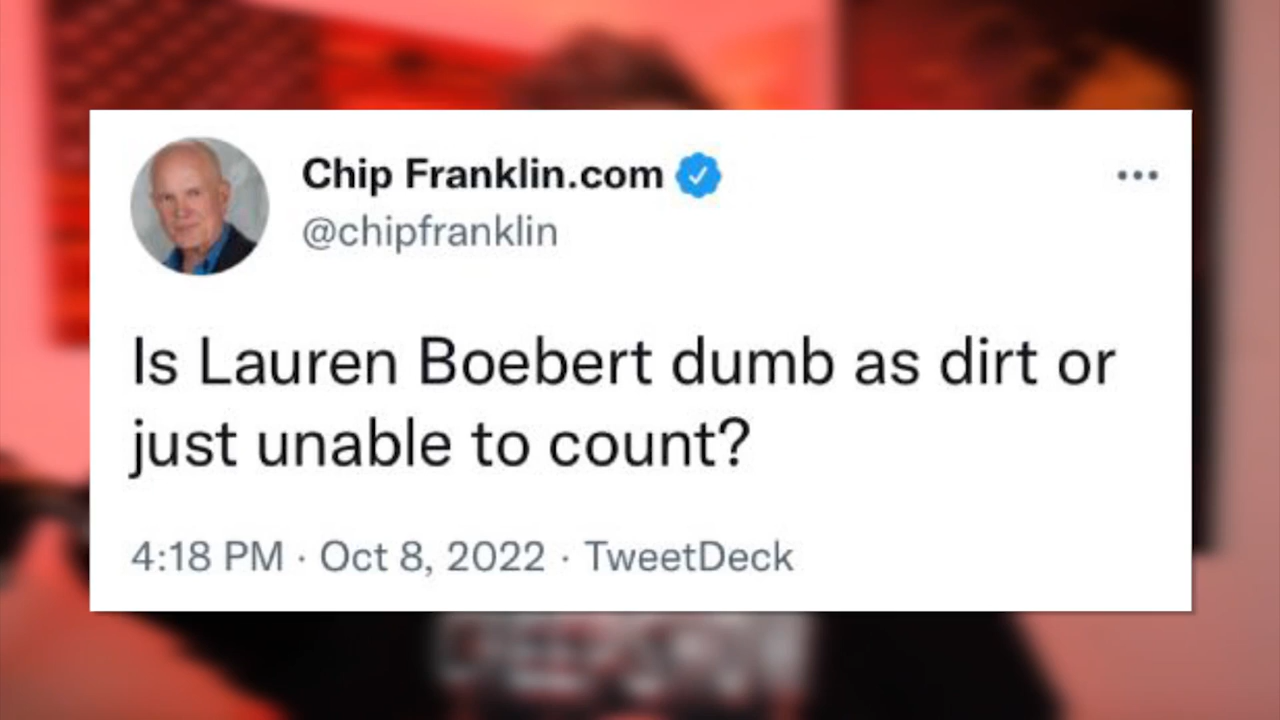 Chip Franklin.com
@chipfranklin
Is Lauren Boebert dumb as dirt or
just unable to count?
4:18 PM · Oct 8, 2022 · TweetDeck